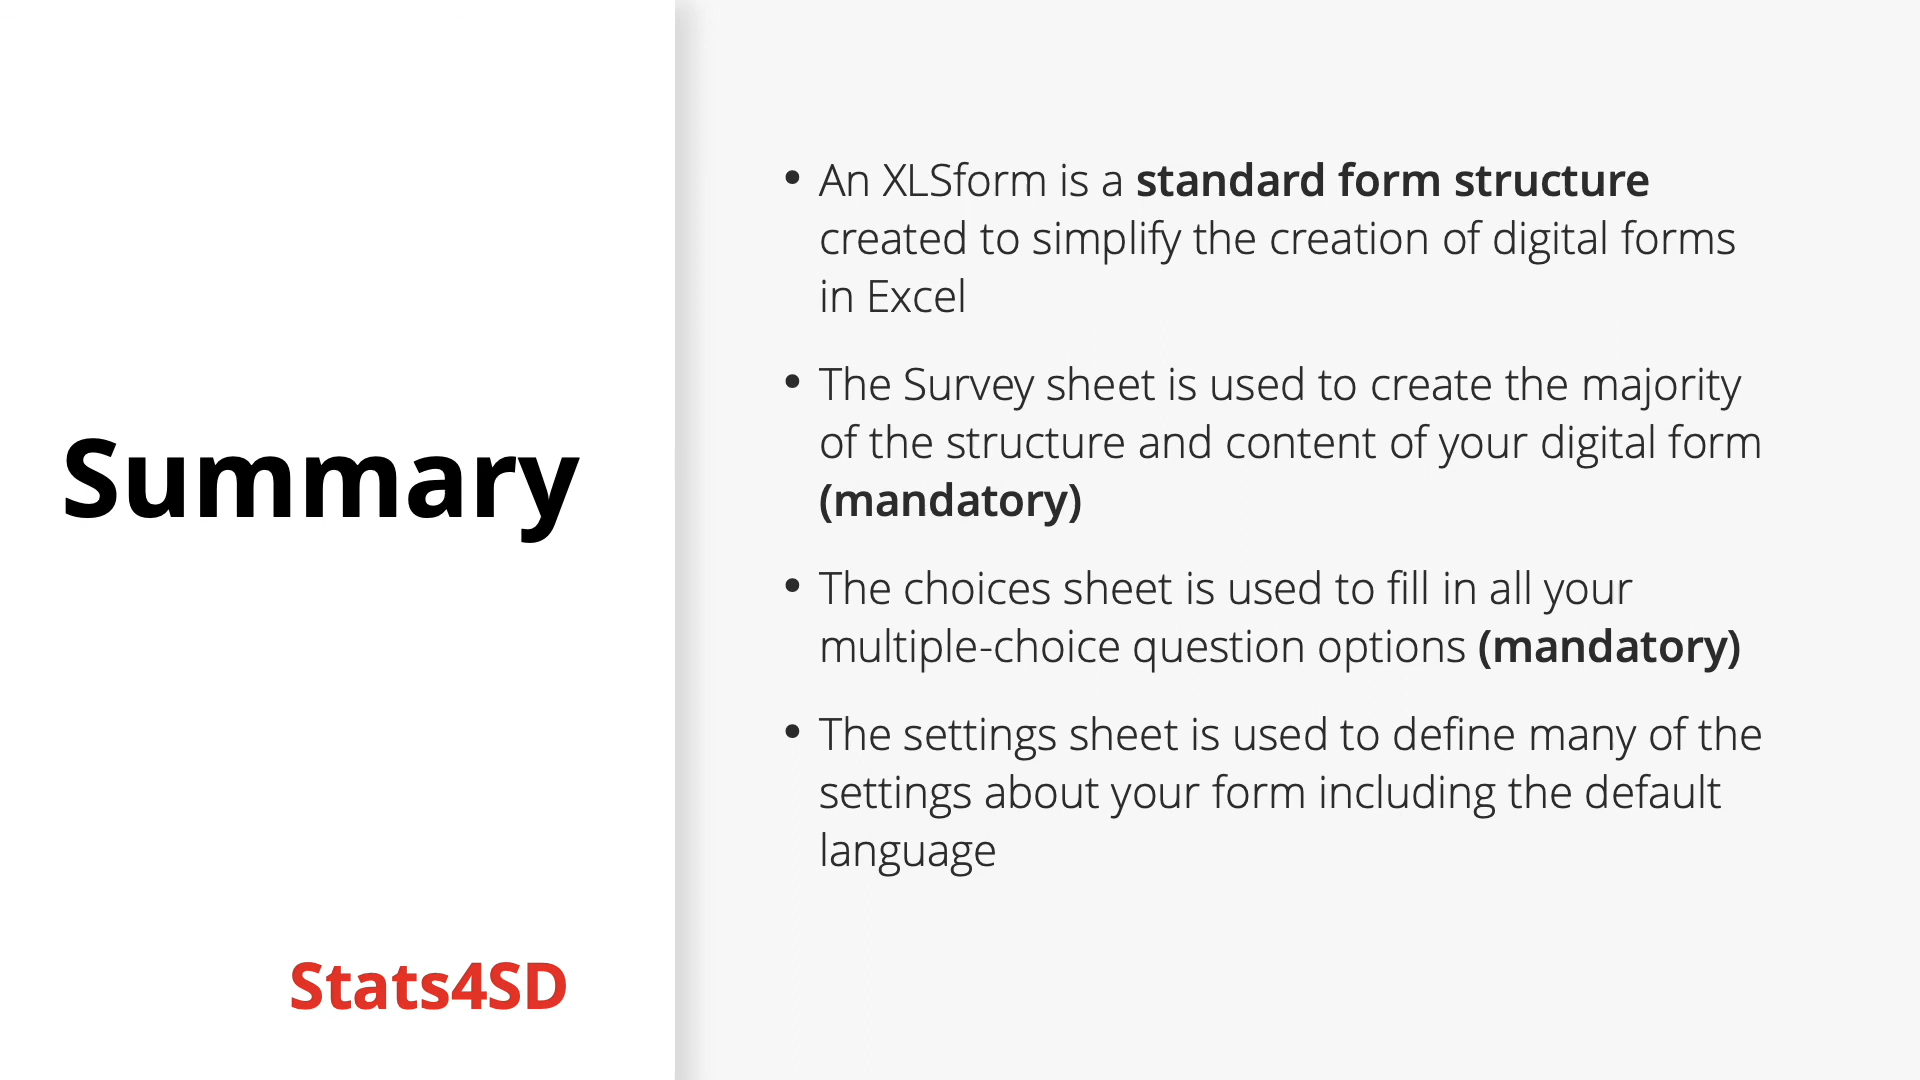 Summary
Stats4SD
• An XLSform is a standard form structure
created to simplify the creation of digital forms
in Excel
• The Survey sheet is used to create the majority
of the structure and content of your digital form
(mandatory)
• The choices sheet is used to fill in all your
multiple-choice question options (mandatory)
• The settings sheet is used to define many of the
settings about your form including the default
language